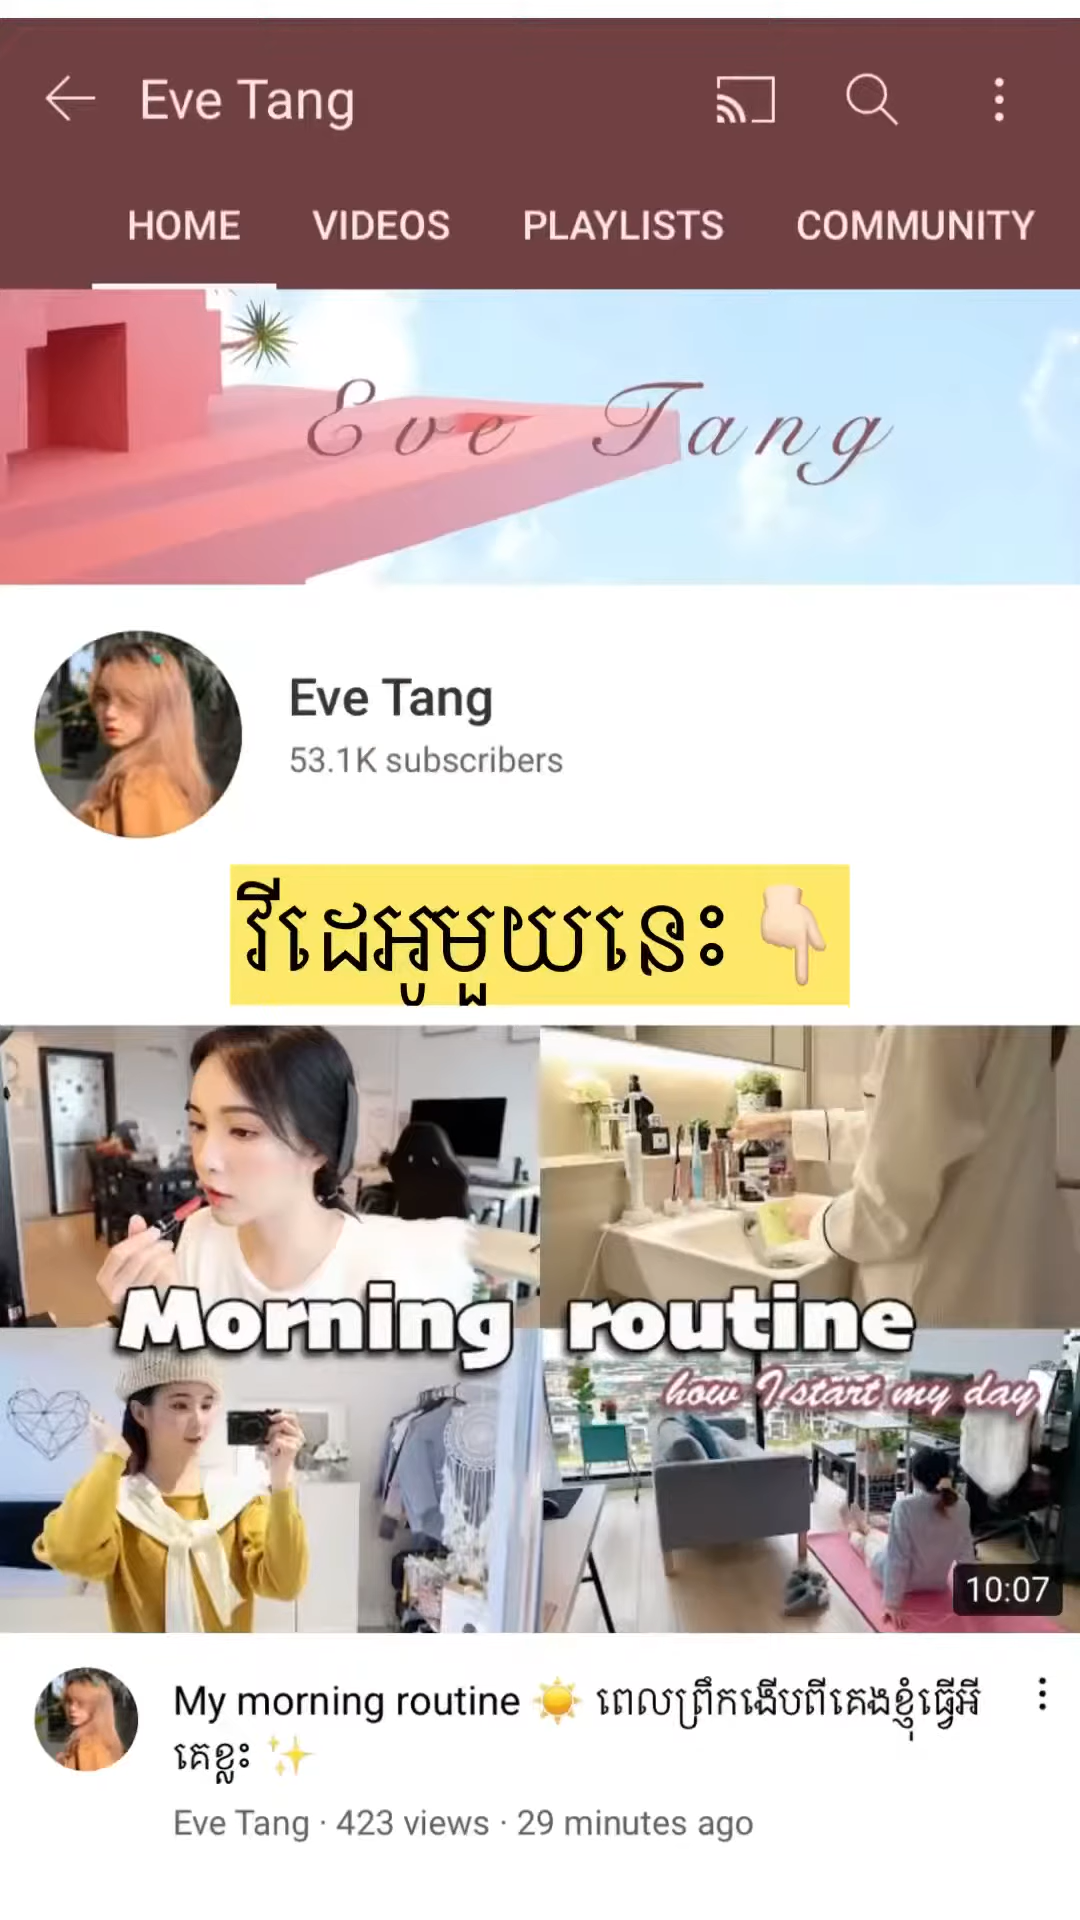 Eve Tang
HOME VIDEOS PLAYLISTS COMMUNITY
Eve Tang
Eve Tang
53.1K subscribers
វីដេអូមួយនេះ👇🏻
Morning routine
how I start my day
10:07
My morning routine ☀️ ពេលព្រឹកងើបពីគេងខ្ញុំធ្វើអី
គេខ្លះ ✨
Eve Tang · 423 views · 29 minutes ago